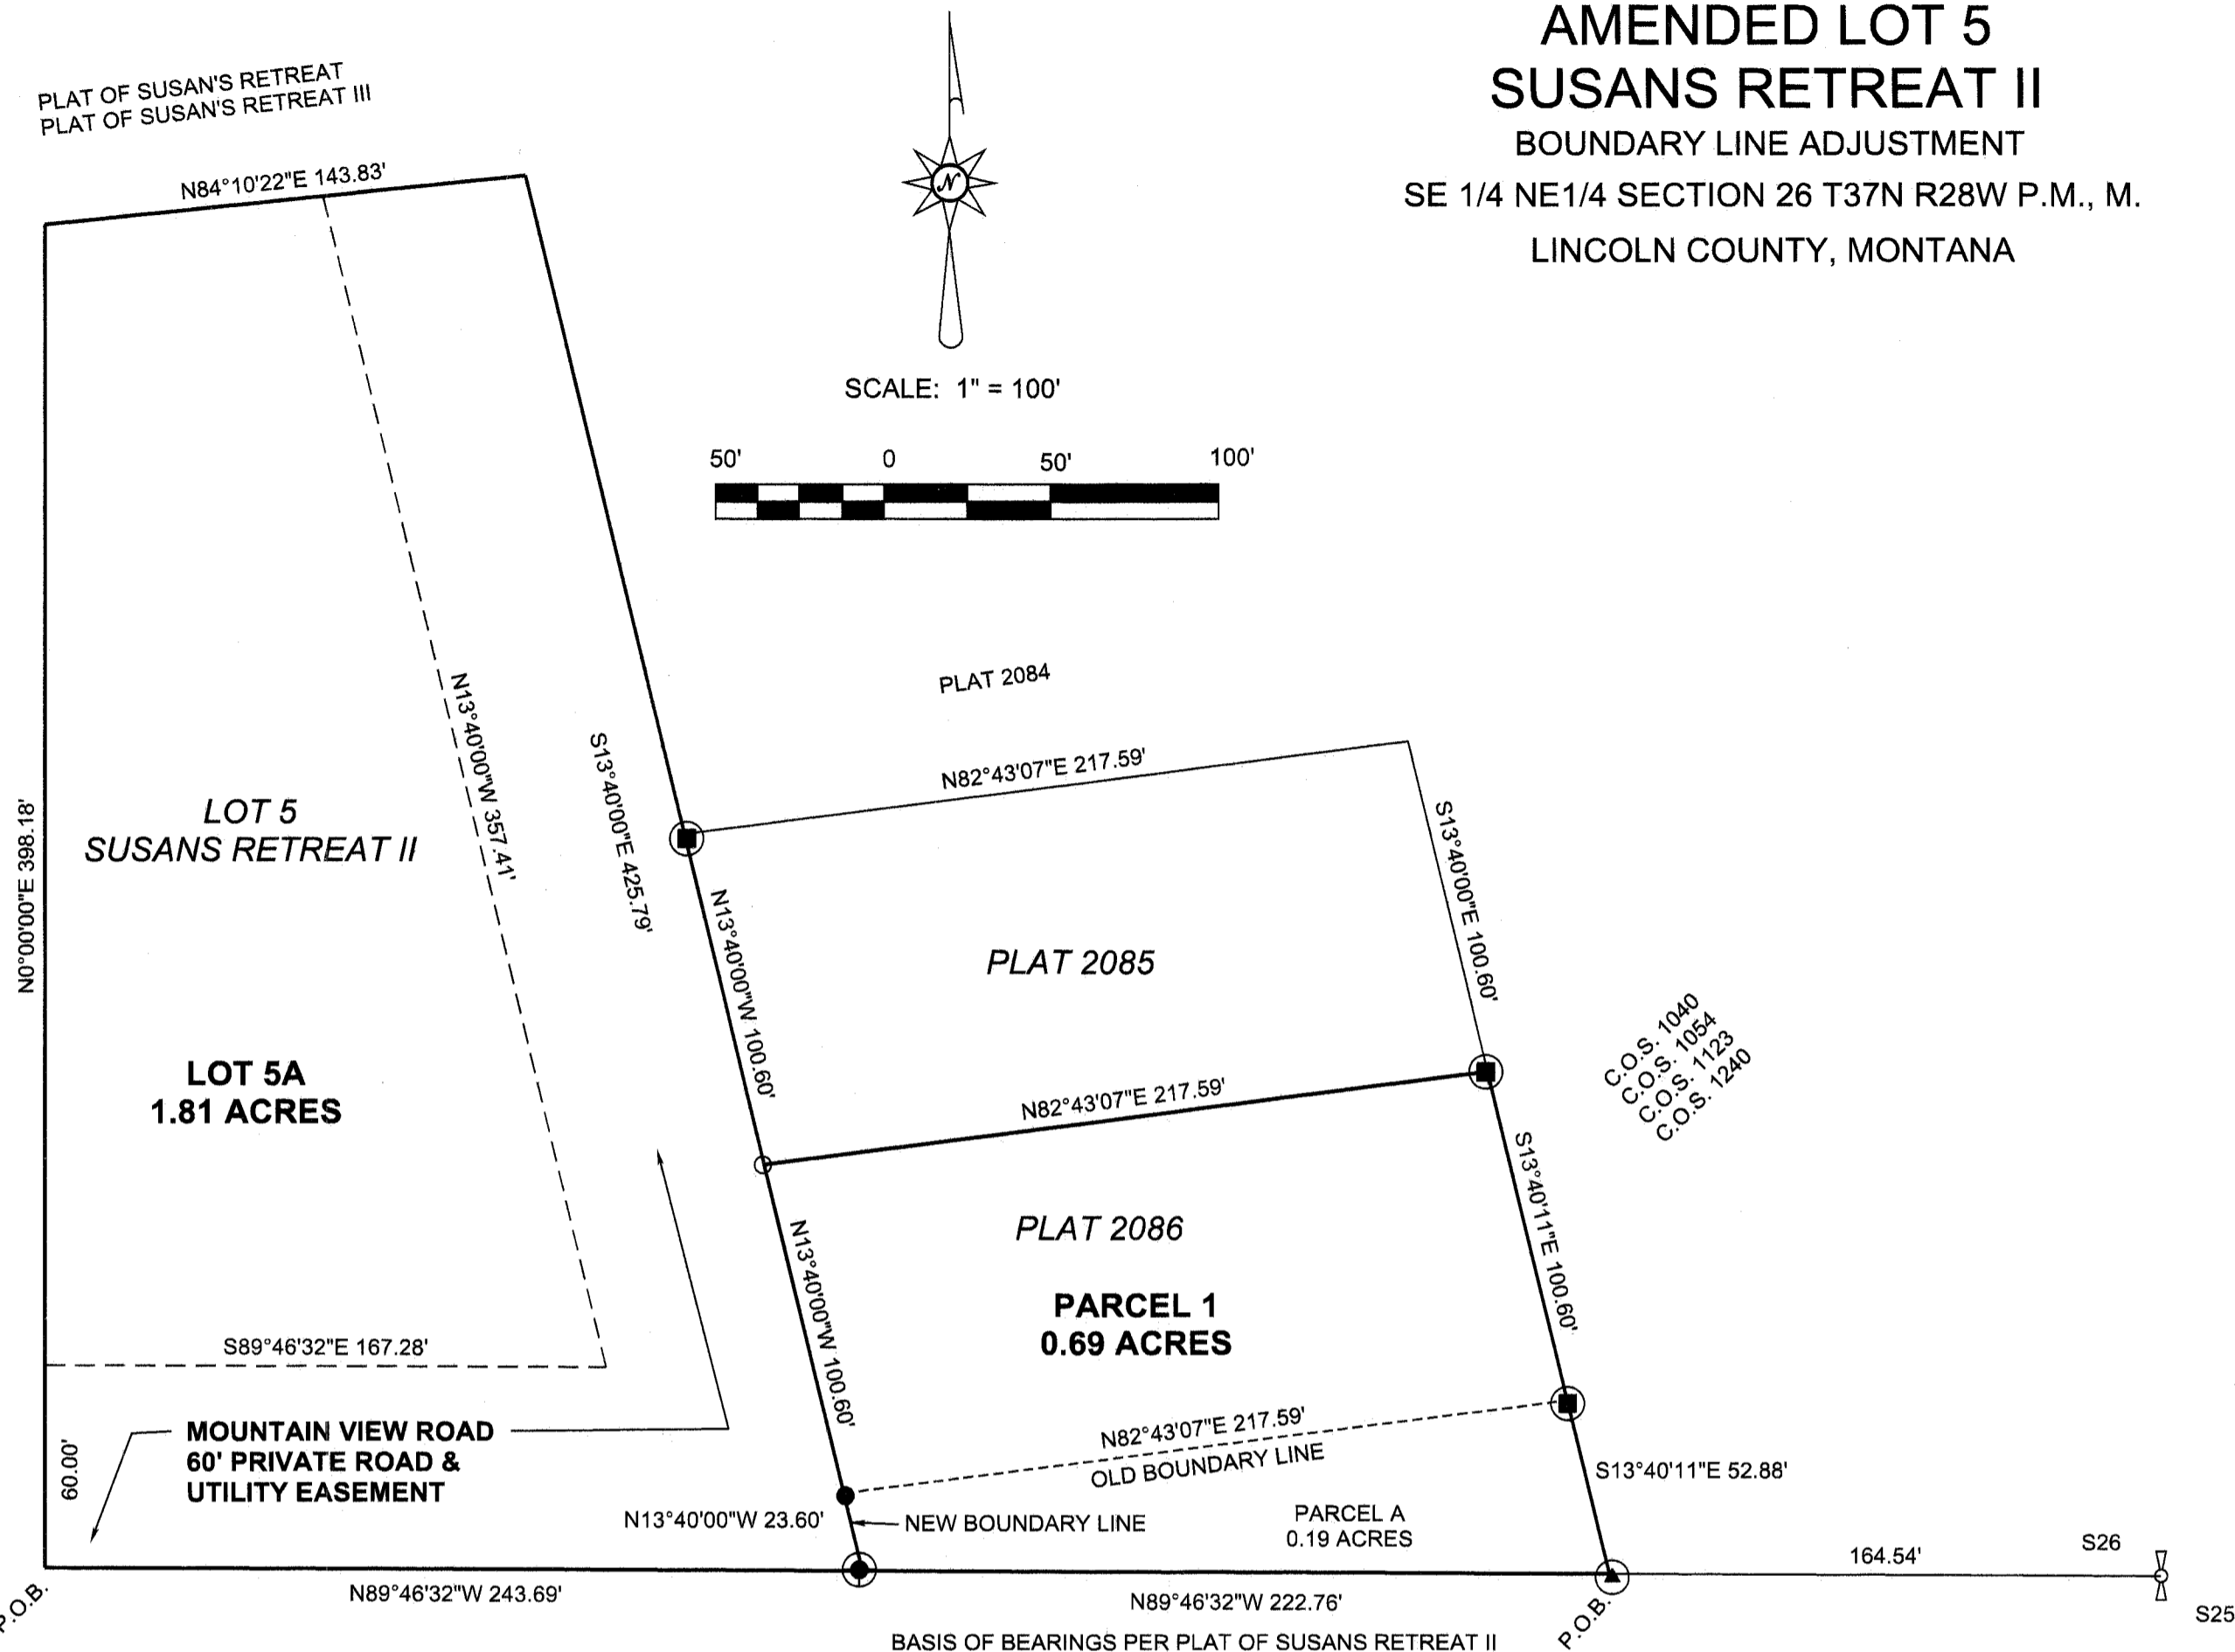 AMENDED LOT 5
SUSANS RETREAT II
BOUNDARY LINE ADJUSTMENT
SE 1/4 NE1/4 SECTION 26 T37N R28W P.M., M.
LINCOLN COUNTY, MONTANA
PLAT OF SUSAN'S RETREAT
PLAT OF SUSAN'S RETREAT III
N84°10'22"E 143.83'
N
SCALE: 1" = 100'
50' 0 50' 100'
PLAT 2084
N13°40'00"W 357.41'
S13°40'00"E 425.79'
N82°43'07"E 217.59'
S13°40'00"E 100.60'
N0°00'00"E 398.18'
LOT 5
SUSANS RETREAT II
N13°40'00"W 100.60'
PLAT 2085
LOT 5A
1.81 ACRES
N82°43'07"E 217.59'
C.O.S. 1040
C.O.S. 1054
C.O.S. 1123
C.O.S. 1240
S13°40'11"E 100.60'
PLAT 2086
N13°40'00"W 100.60'
PARCEL 1
0.69 ACRES
S89°46'32"E 167.28'
MOUNTAIN VIEW ROAD
60' PRIVATE ROAD &
UTILITY EASEMENT
60.00'
N82°43'07"E 217.59'
OLD BOUNDARY LINE
S13°40'11"E 52.88'
N13°40'00"W 23.60'
NEW BOUNDARY LINE
PARCEL A
0.19 ACRES
164.54'
S26
S25
P.O.B.
N89°46'32"W 243.69'
N89°46'32"W 222.76'
P.O.B.
BASIS OF BEARINGS PER PLAT OF SUSANS RETREAT II